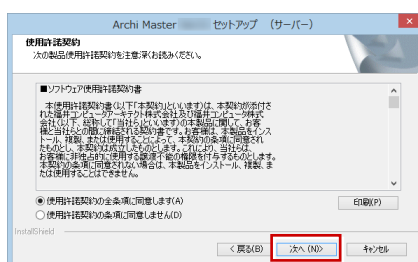 Archi Master セットアップ （サーバー）
使用許諾契約
次の製品使用許諾契約を注意深くお読みください。
■ソフトウェア使用許諾契約書
本使用許諾契約書（以下「本契約」といいます）は、本契約が添付さ
れた福井コンピュータアーキテクト株式会社及び福井コンピュータ株式
会社（以下、総称して「当社ら」といいます）の本製品に関して、お客
様と当社らとの間に締結される契約書です。お客様は、本製品をインス
トール、複製、または使用することによって、本契約の条項に同意され
たものとし、本契約は成立したものとします。これにより、当社らは、
お客様に非独占的に使用する譲渡不能の権限を付与するものとします。
本契約の条項に同意されない場合は、本製品をインストール、複製、ま
たは使用することはできません。
使用許諾契約の全条項に同意します(A)
印刷(P)
使用許諾契約の条項に同意しません(D)
InstallShield
< 戻る(B)
次へ (N)>
キャンセル